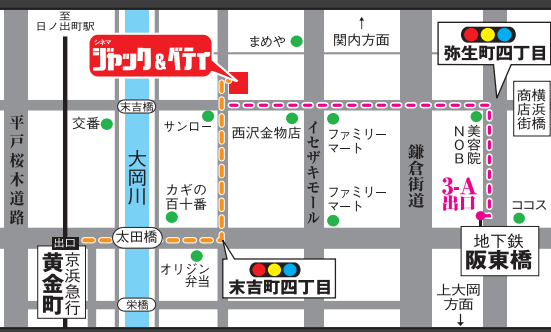 至
日ノ出町駅
シネマ
ジャック&ベティ
まめや
↑
関内方面
弥生町四丁目
横浜橋
商店街
末吉橋
交番
サンロー
西沢金物店
ファミリー
マート
美容院
NOB
平戸桜木道路
大岡川
イセザキモール
鎌倉街道
カギの
百十番
ファミリー
マート
3-A
出口
ココス
出口
太田橋
京浜急行
黄金町
オリジン
弁当
末吉町四丁目
地下鉄
阪東橋
栄橋
上大岡
方面
↓